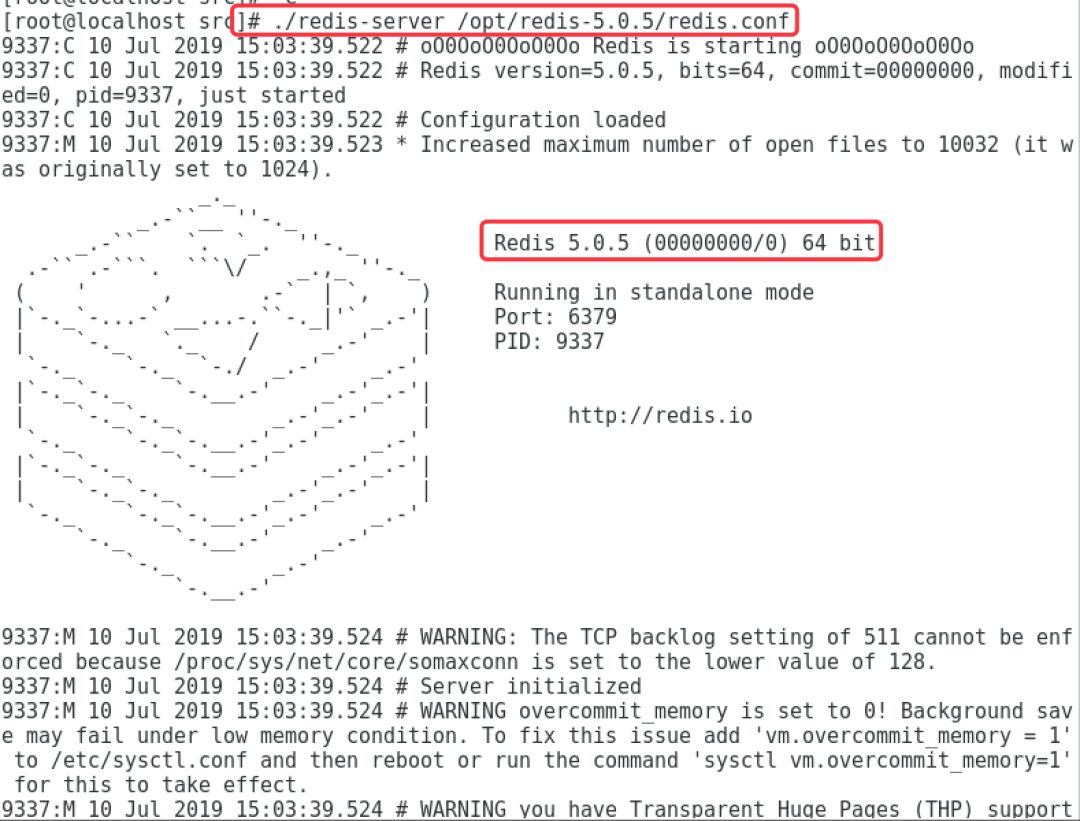 [root@localhost src]# ^C
[root@localhost src]# ./redis-server /opt/redis-5.0.5/redis.conf
9337:C 10 Jul 2019 15:03:39.522 # oO0OoO0OoO0Oo Redis is starting oO0OoO0OoO0Oo
9337:C 10 Jul 2019 15:03:39.522 # Redis version=5.0.5, bits=64, commit=00000000, modifi
ed=0, pid=9337, just started
9337:C 10 Jul 2019 15:03:39.522 # Configuration loaded
9337:M 10 Jul 2019 15:03:39.523 * Increased maximum number of open files to 10032 (it w
as originally set to 1024).
Redis 5.0.5 (00000000/0) 64 bit
Running in standalone mode
Port: 6379
PID: 9337
http://redis.io
9337:M 10 Jul 2019 15:03:39.524 # WARNING: The TCP backlog setting of 511 cannot be enf
orced because /proc/sys/net/core/somaxconn is set to the lower value of 128.
9337:M 10 Jul 2019 15:03:39.524 # Server initialized
9337:M 10 Jul 2019 15:03:39.524 # WARNING overcommit_memory is set to 0! Background sav
e may fail under low memory condition. To fix this issue add 'vm.overcommit_memory = 1'
to /etc/sysctl.conf and then reboot or run the command 'sysctl vm.overcommit_memory=1'
for this to take effect.
9337:M 10 Jul 2019 15:03:39.524 # WARNING you have Transparent Huge Pages (THP) support